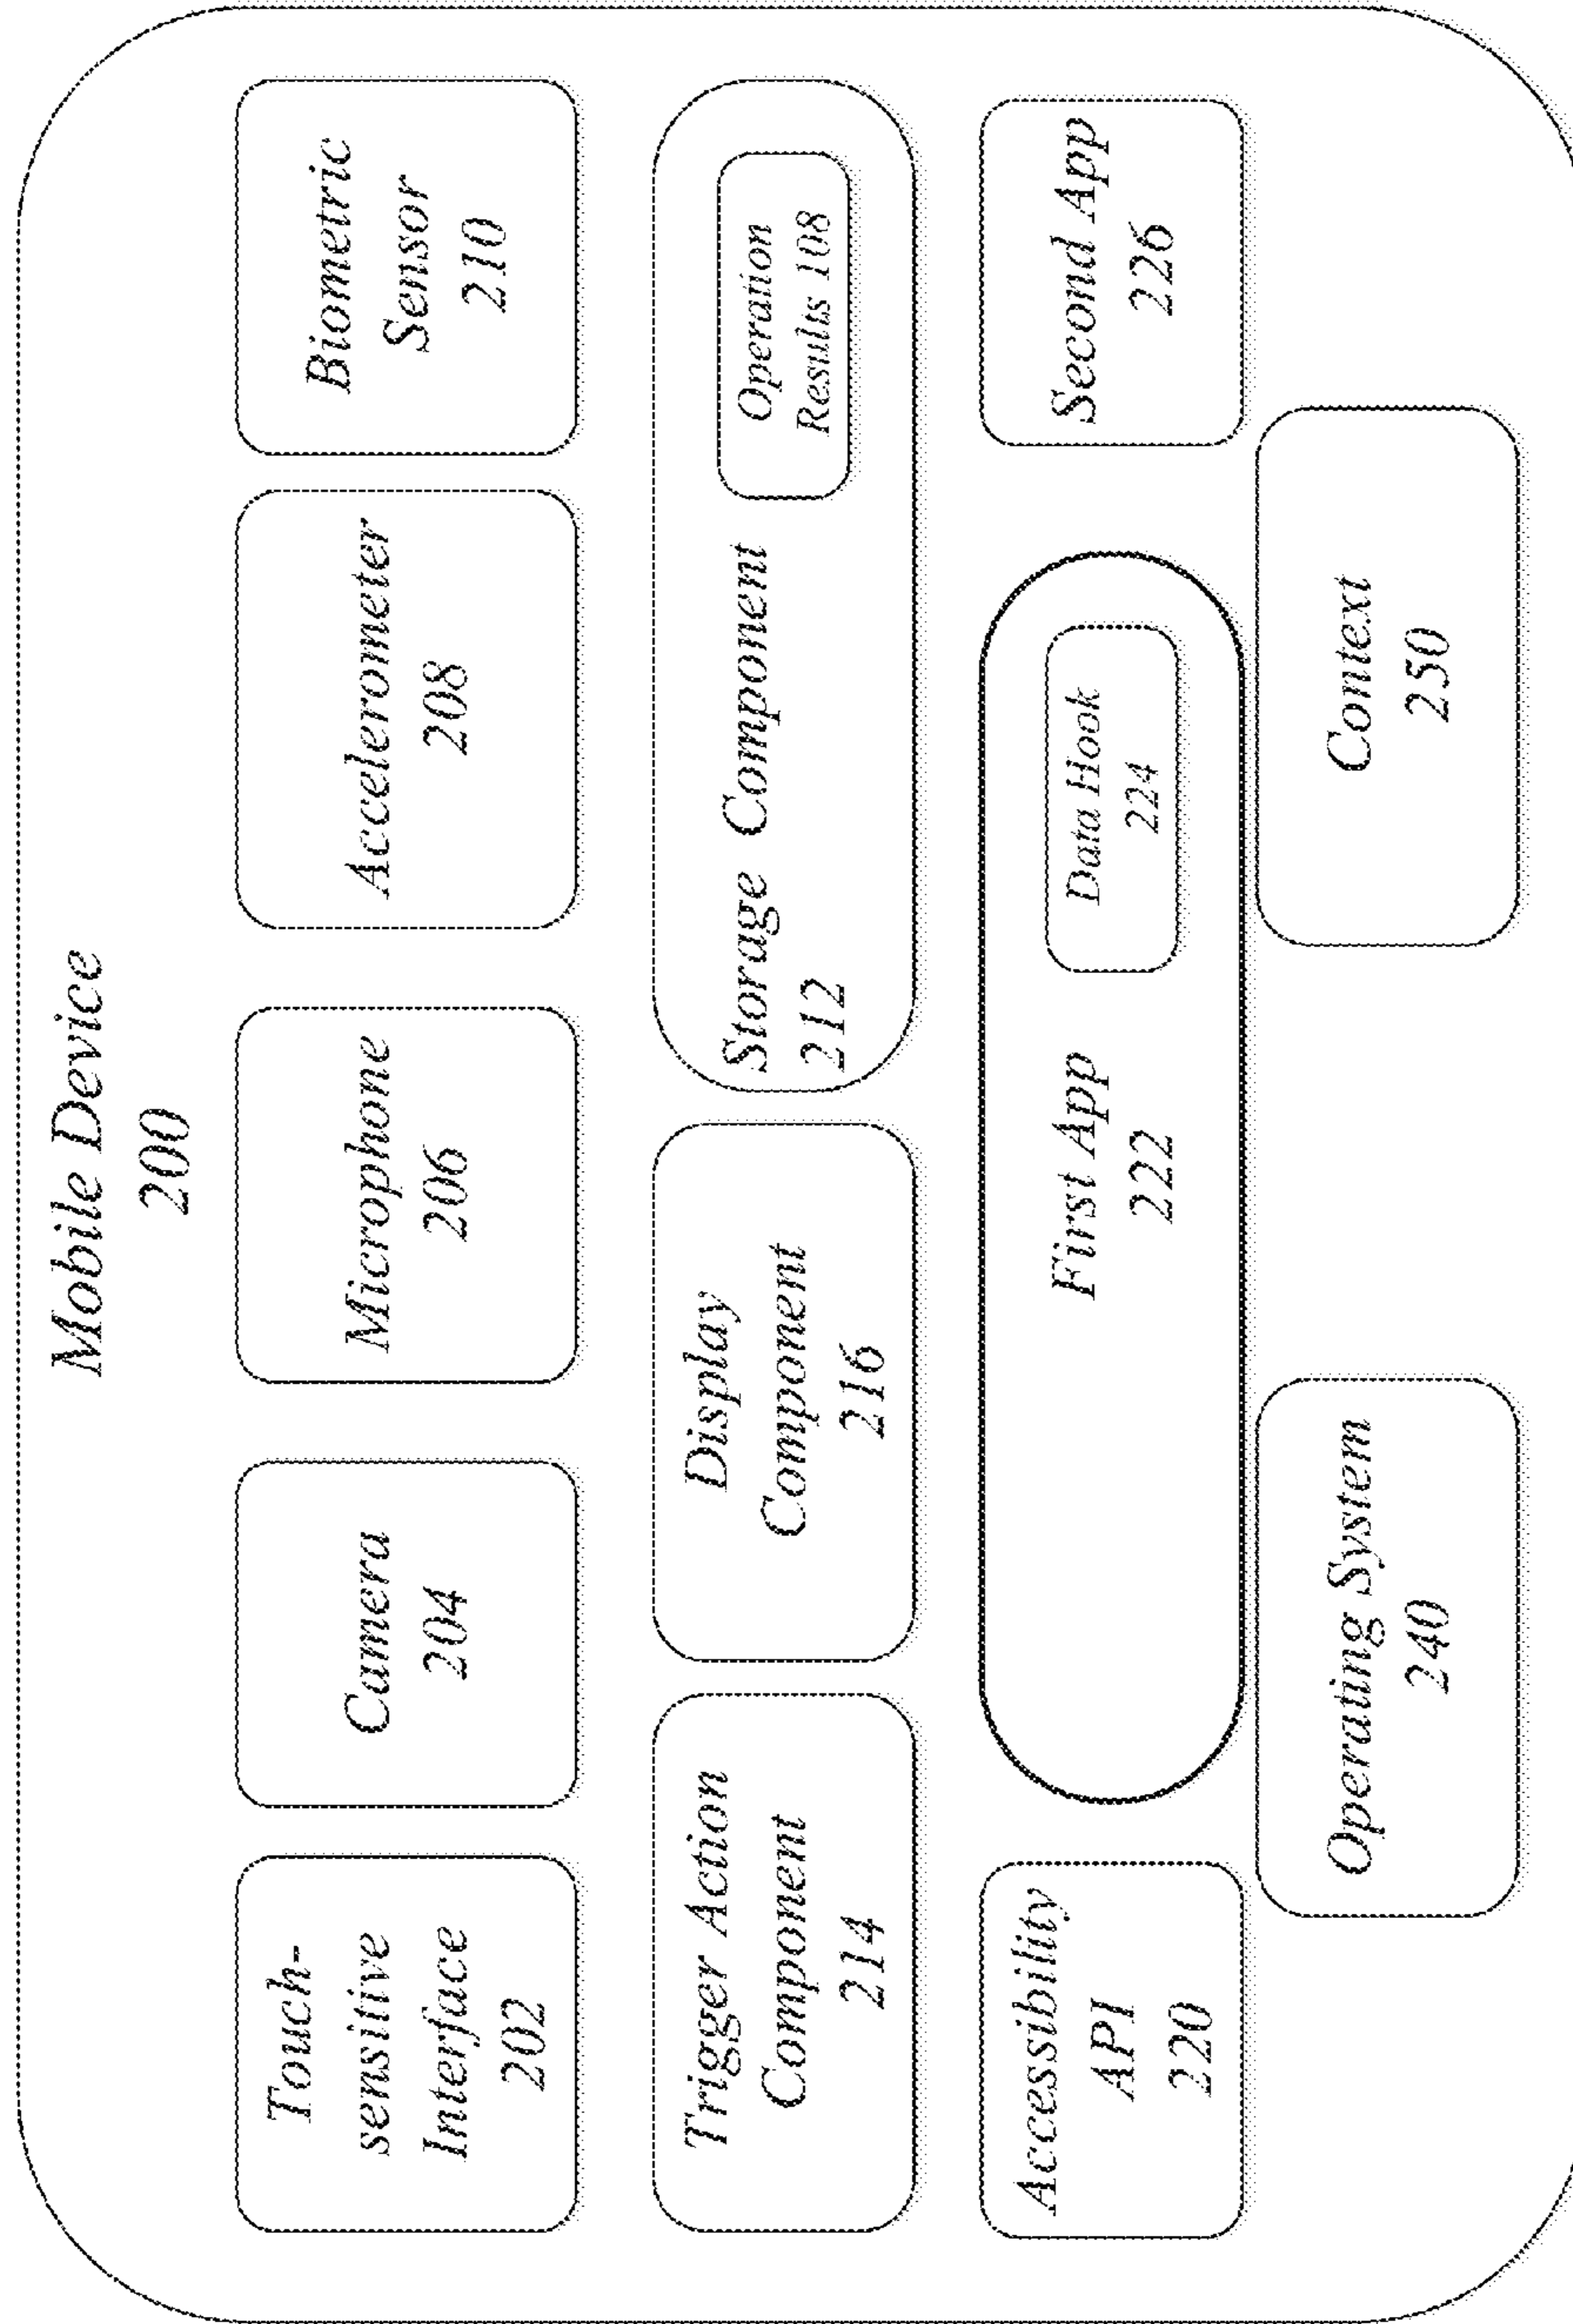 Mobile Device
200
Touch-
sensitive
Interface
202
Camera
204
Microphone
206
Accelerometer
208
Biometric
Sensor
210
Trigger Action
Component
214
Display
Component
216
Storage Component
212
Operation
Results 108
Accessibility
API
220
First App
222
Data Hook
224
Second App
226
Operating System
240
Context
250